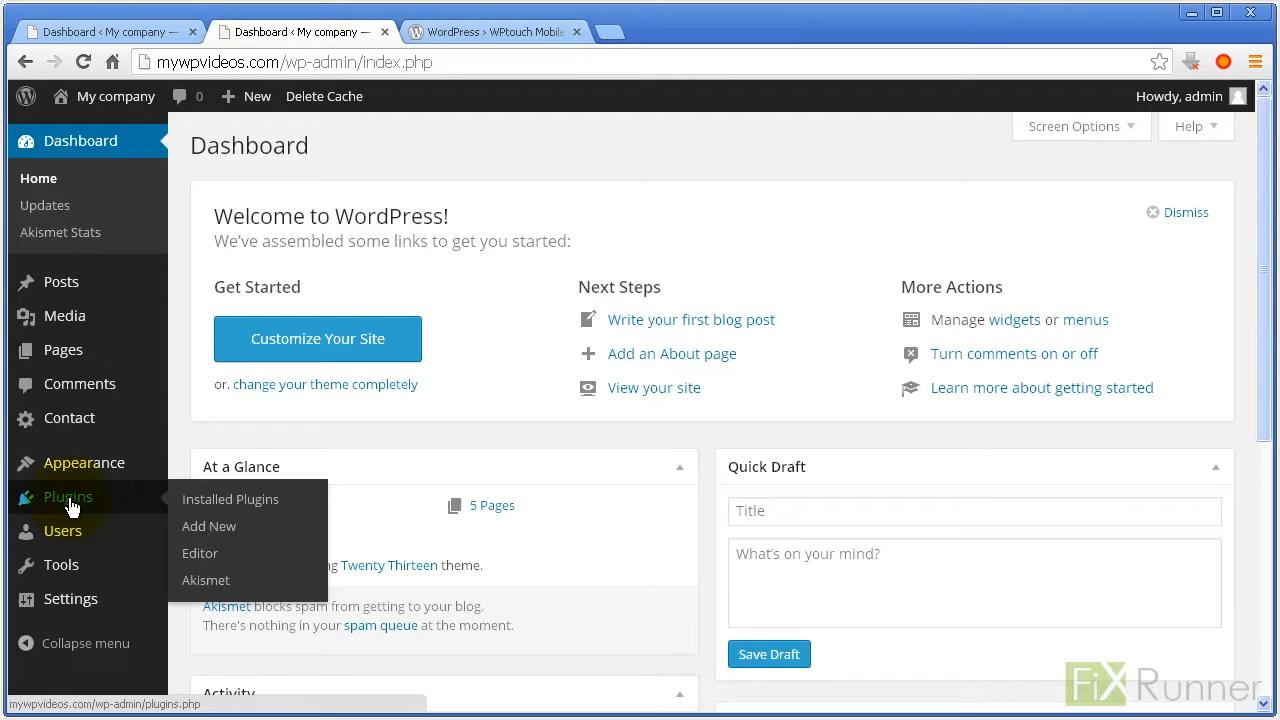 Dashboard ‹ My company —
Dashboard ‹ My company —
WordPress › WPtouch Mobile
mywpvideos.com/wp-admin/index.php
My company
0
New
Delete Cache
Howdy, admin
Dashboard
Home
Updates
Akismet Stats
Posts
Media
Pages
Comments
Contact
Appearance
Plugins
Users
Tools
Settings
Collapse menu
Installed Plugins
Add New
Editor
Akismet
Dashboard
Screen Options
Help
Welcome to WordPress!
We’ve assembled some links to get you started:
Dismiss
Get Started
Customize Your Site
or, change your theme completely
Next Steps
Write your first blog post
Add an About page
View your site
More Actions
Manage widgets or menus
Turn comments on or off
Learn more about getting started
At a Glance
5 Pages
Twenty Thirteen theme.
Akismet blocks spam from getting to your blog.
There's nothing in your spam queue at the moment.
Activity
Quick Draft
Title
What’s on your mind?
Save Draft
mywpvideos.com/wp-admin/plugins.php
FiX Runner